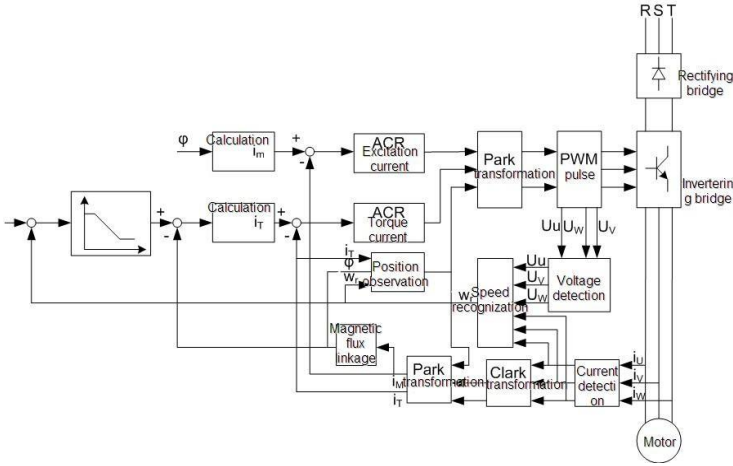 R S T
Rectifying
bridge
φ
Calculation
im
+
-
ACR
Excitation
current
Park
transformation
PWM
pulse
Inverterin
g bridge
+
-
Calculation
iT
+
-
ACR
Torque
current
Uu UW UV
iT
φ
wr
Position
observation
wr
Speed
recognization
Uu
UV
UW
Voltage
detection
Magnetic
flux
linkage
iM
iT
Park
transformation
Clark
transformation
Current
detecti
on
iU
iV
iW
Motor